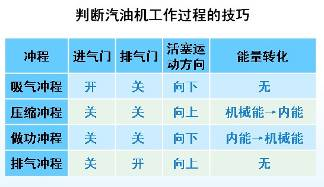 判断汽油机工作过程的技巧
冲程 进气门 排气门 活塞运动方向 能量转化
吸气冲程 开 关 向下 无
压缩冲程 关 关 向上 机械能→内能
做功冲程 关 关 向下 内能→机械能
排气冲程 关 开 向上 无